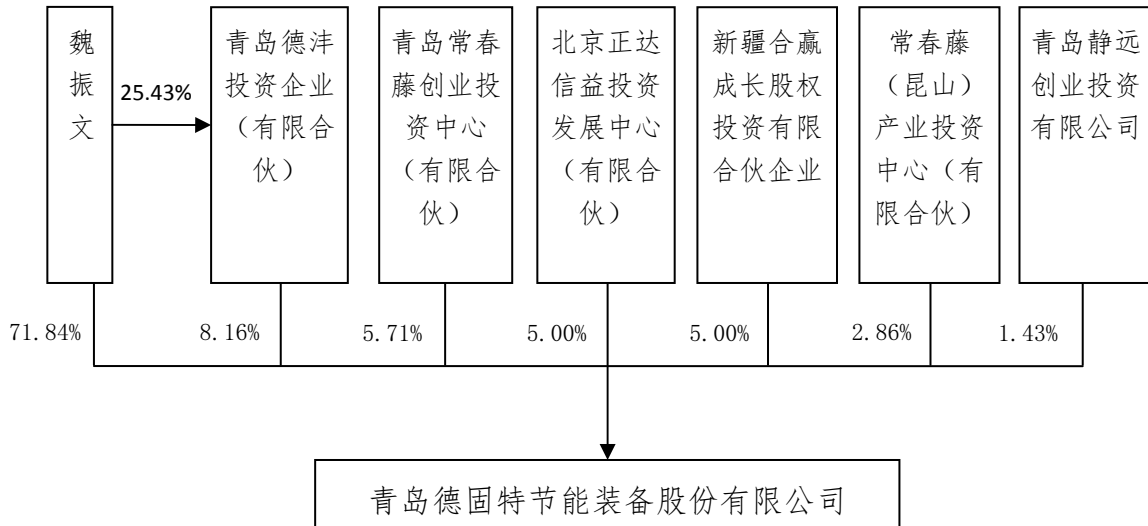 魏
振
文
25.43%
青岛德沣
投资企业
（有限合
伙）
青岛常春
藤创业投
资中心
（有限合
伙）
北京正达
信益投资
发展中心
（有限合
伙）
新疆合赢
成长股权
投资有限
合伙企业
常春藤
（昆山）
产业投资
中心（有
限合伙）
青岛静远
创业投资
有限公司
71.84%
8.16%
5.71%
5.00%
5.00%
2.86%
1.43%
青岛德固特节能装备股份有限公司